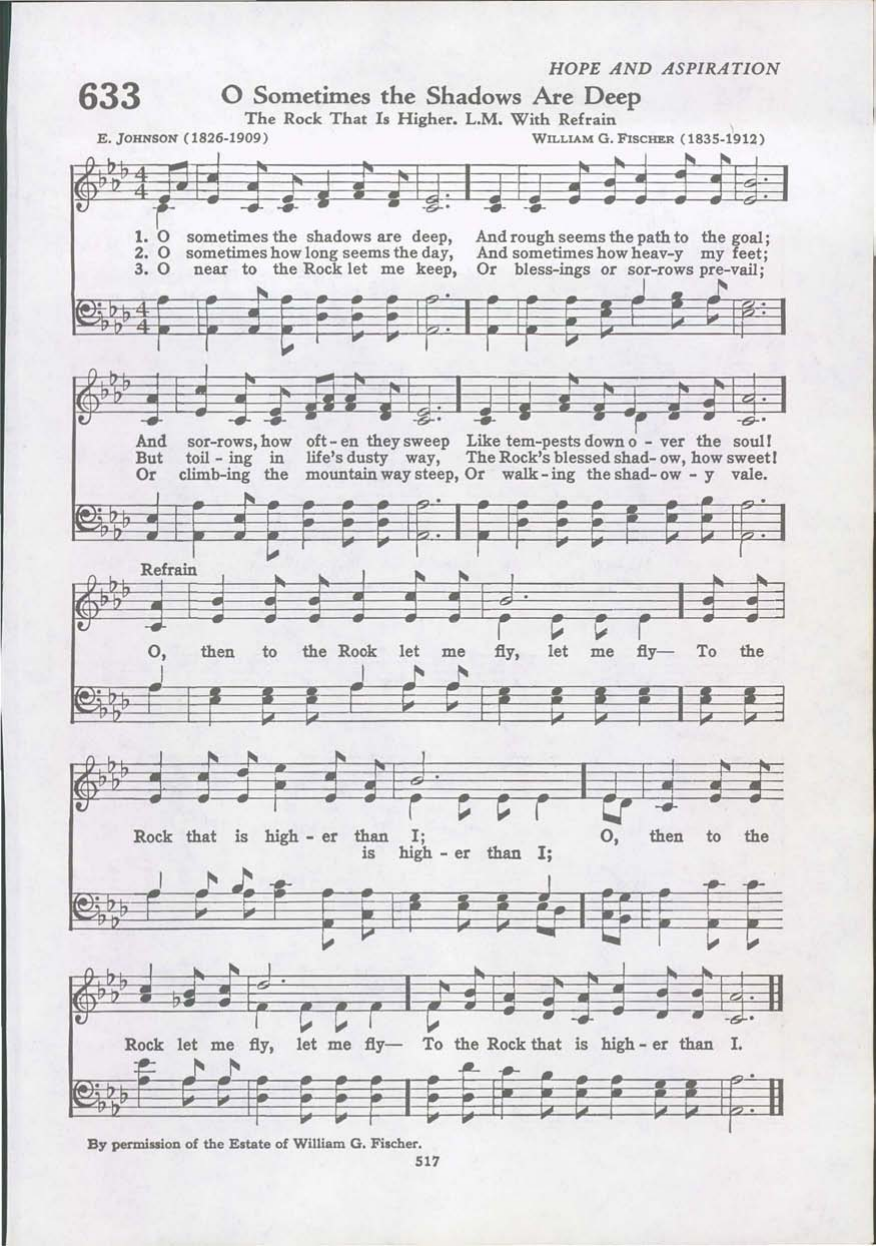 HOPE AND ASPIRATION
633 O Sometimes the Shadows Are Deep
The Rock That Is Higher. L.M. With Refrain
E. JOHNSON (1826-1909) WILLIAM G. FISCHER (1835-1912)
4
4
1. O sometimes the shadows are deep, And rough seems the path to the goal;
2. O sometimes how long seems the day, And sometimes how heav-y my feet;
3. O near to the Rock let me keep, Or bless-ings or sor-rows pre-vail;
4
4
And sor-rows, how oft-en they sweep Like tem-pests down o - ver the soul!
But toil - ing in life's dusty way, The Rock's blessed shad-ow, how sweet!
Or climb-ing the mountain way steep, Or walk-ing the shad-ow - y vale.
Refrain
O, then to the Rook let me fly, let me fly— To the
Rock that is high - er than I; O, then to the
is high - er than I;
Rock let me fly, let me fly— To the Rock that is high - er than I.
By permission of the Estate of William G. Fischer.
517